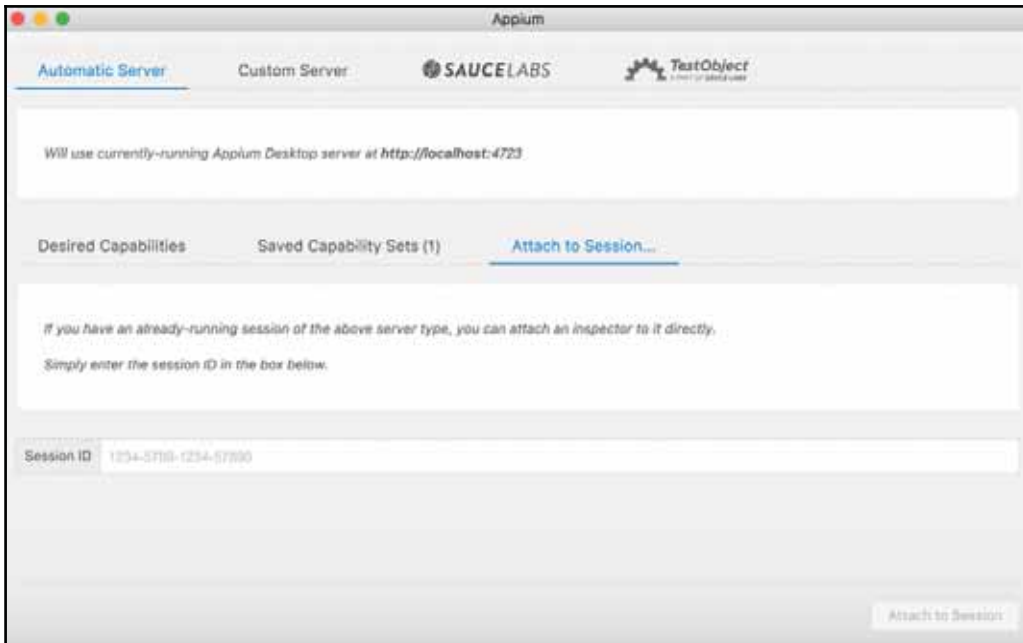 Appium
Automatic Server Custom Server SAUCELABS TestObject
Will use currently-running Appium Desktop server at http://localhost:4723
Desired Capabilities Saved Capability Sets (1) Attach to Session...
If you have an already-running session of the above server type, you can attach an inspector to it directly.
Simply enter the session ID in the box below.
Session ID
Attach to Session